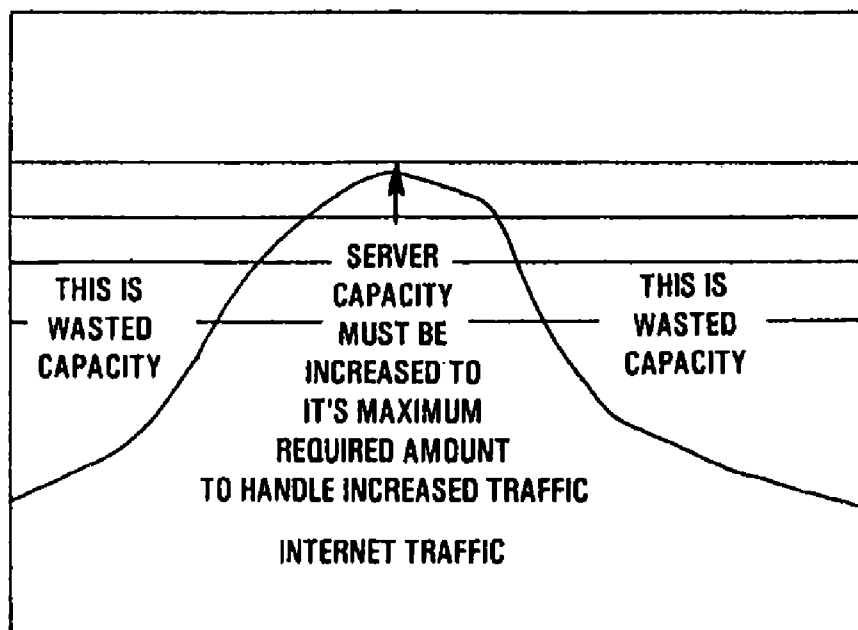 THIS IS
WASTED
CAPACITY
SERVER
CAPACITY
MUST BE
INCREASED TO
IT'S MAXIMUM
REQUIRED AMOUNT
TO HANDLE INCREASED TRAFFIC
THIS IS
WASTED
CAPACITY
INTERNET TRAFFIC